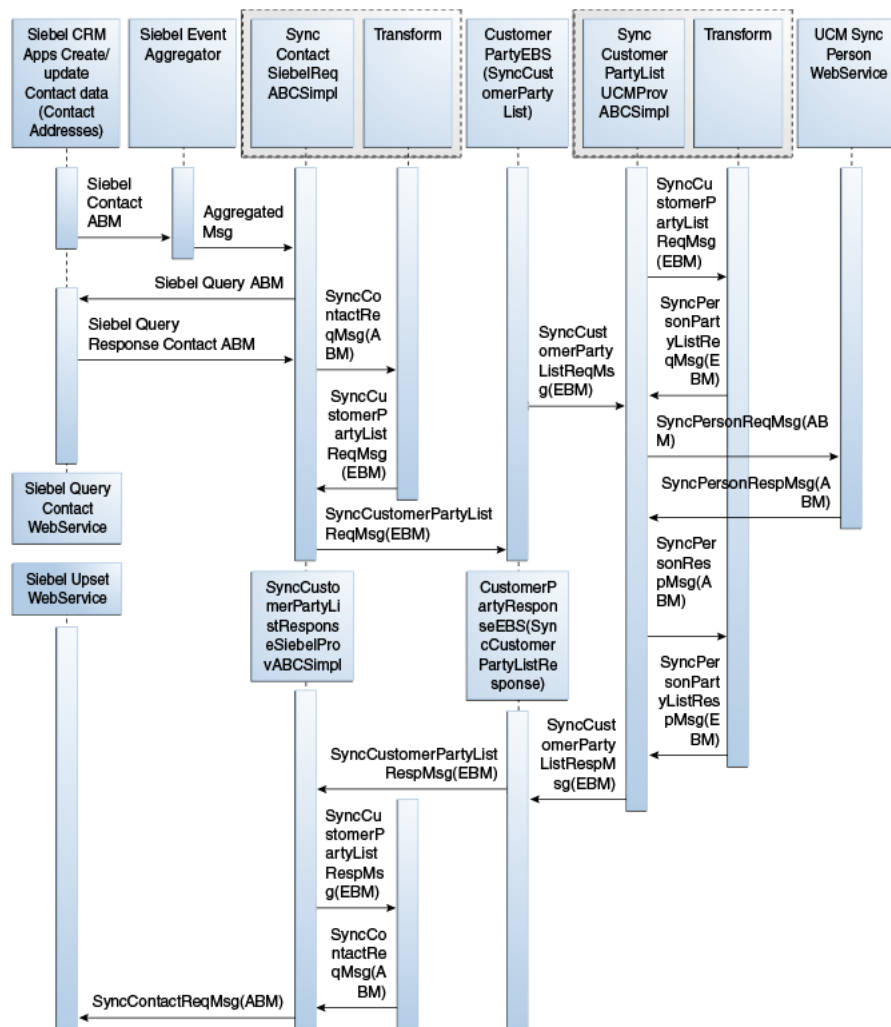 Siebel CRM
Apps Create/
update
Contact data
(Contact
Addresses)
Siebel Event
Aggregator
Sync
Contact
SiebelReq
ABCSimpl
Transform
Customer
PartyEBS
(SyncCust
omerParty
List)
Sync
Customer
PartyList
UCMProv
ABCSimpl
Transform
UCM Sync
Person
WebService
Siebel
Contact
ABM
Aggregated
Msg
SyncCu
stomerP
artyListi
ReqMsg
(EBM)
Siebel Query ABM
Siebel Query
Response Contact ABM
SyncCo
ntactRe
qMsg(A
BM)
SyncCust
omerParty
ListReqMs
g(EBM)
SyncPer
sonPart
yListRe
qMsg(E
BM)
SyncCu
stomerP
artyListi
ReqMsg
(EBM)
SyncPersonReqMsg(AB
M)
SyncPersonRespMsg(A
BM)
Siebel Query
Contact
WebService
SyncCustomerPartyList
ReqMsg(EBM)
Siebel Upset
WebService
SyncCusto
merPartyLi
stRespons
eSiebelPro
vABCSimpl
CustomerP
artyRespon
seEBS(Syn
cCustomer
PartyListRe
sponse)
SyncPer
sonRes
pMsg(A
BM)
SyncPer
sonPart
yListRes
pMsg(E
BM)
SyncCust
omerParty
ListRespM
sg(EBM)
SyncCustomerPartyList
RespMsg(EBM)
SyncCu
stomerP
artyList
RespMs
g(EBM)
SyncCo
ntactRe
qMsg(A
BM)
SyncContactReqMsg(ABM)